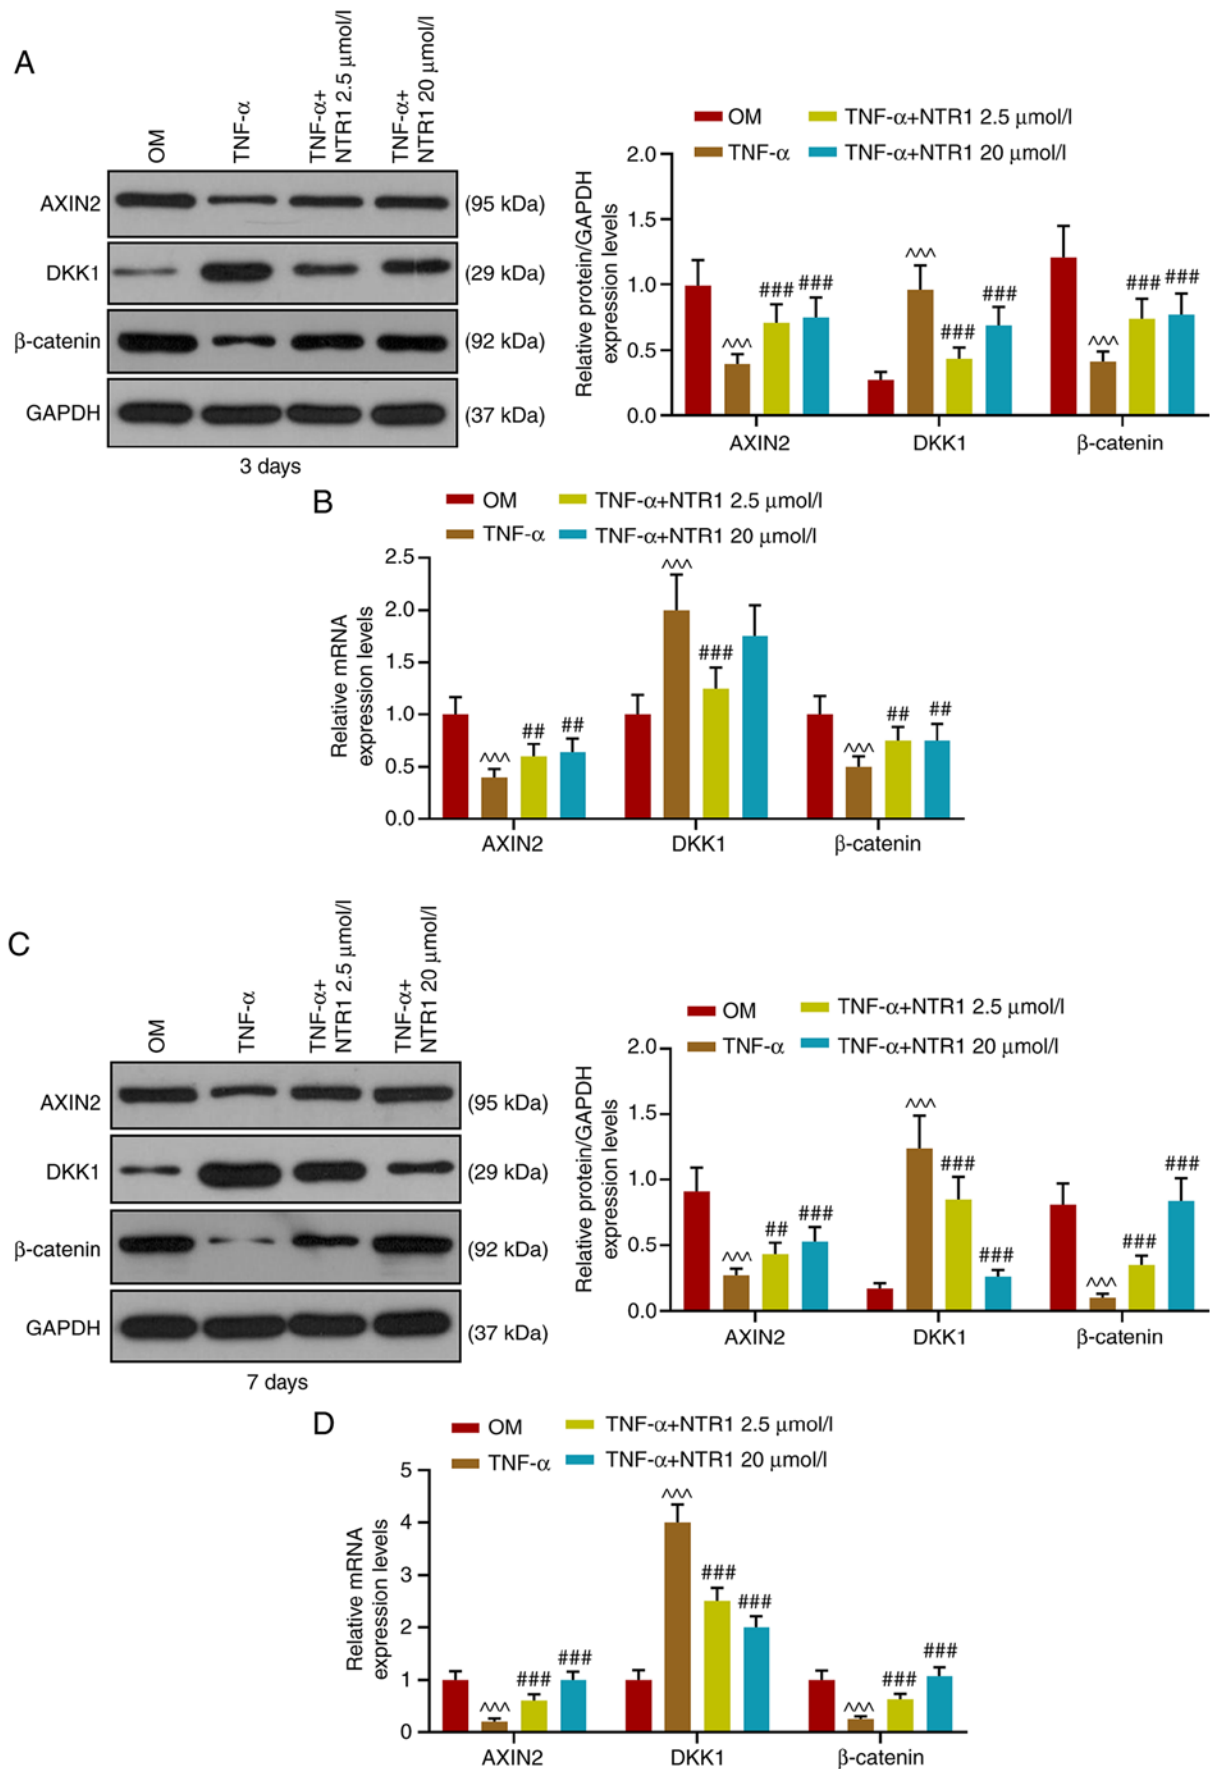 A
OM
TNF-α
TNF-α+
NTR1 2.5 μmol/l
TNF-α+
NTR1 20 μmol/l
AXIN2
(95 kDa)
DKK1
(29 kDa)
β-catenin
(92 kDa)
GAPDH
(37 kDa)
3 days
OM
TNF-α+NTR1 2.5 μmol/l
TNF-α
TNF-α+NTR1 20 μmol/l
Relative protein/GAPDH
expression levels
2.0
1.5
1.0
0.5
0.0
^^^
###
###
^^^
###
###
^^^
###
###
AXIN2
DKK1
β-catenin
B
OM
TNF-α+NTR1 2.5 μmol/l
TNF-α
TNF-α+NTR1 20 μmol/l
Relative mRNA
expression levels
2.5
2.0
1.5
1.0
0.5
0.0
^^^
##
##
^^^
###
^^^
##
##
AXIN2
DKK1
β-catenin
C
OM
TNF-α
TNF-α+
NTR1 2.5 μmol/l
TNF-α+
NTR1 20 μmol/l
AXIN2
(95 kDa)
DKK1
(29 kDa)
β-catenin
(92 kDa)
GAPDH
(37 kDa)
7 days
OM
TNF-α+NTR1 2.5 μmol/l
TNF-α
TNF-α+NTR1 20 μmol/l
Relative protein/GAPDH
expression levels
2.0
1.5
1.0
0.5
0.0
^^^
##
###
^^^
###
###
^^^
###
###
AXIN2
DKK1
β-catenin
D
OM
TNF-α+NTR1 2.5 μmol/l
TNF-α
TNF-α+NTR1 20 μmol/l
Relative mRNA
expression levels
5
4
3
2
1
0
^^^
###
###
^^^
###
###
^^^
###
###
AXIN2
DKK1
β-catenin